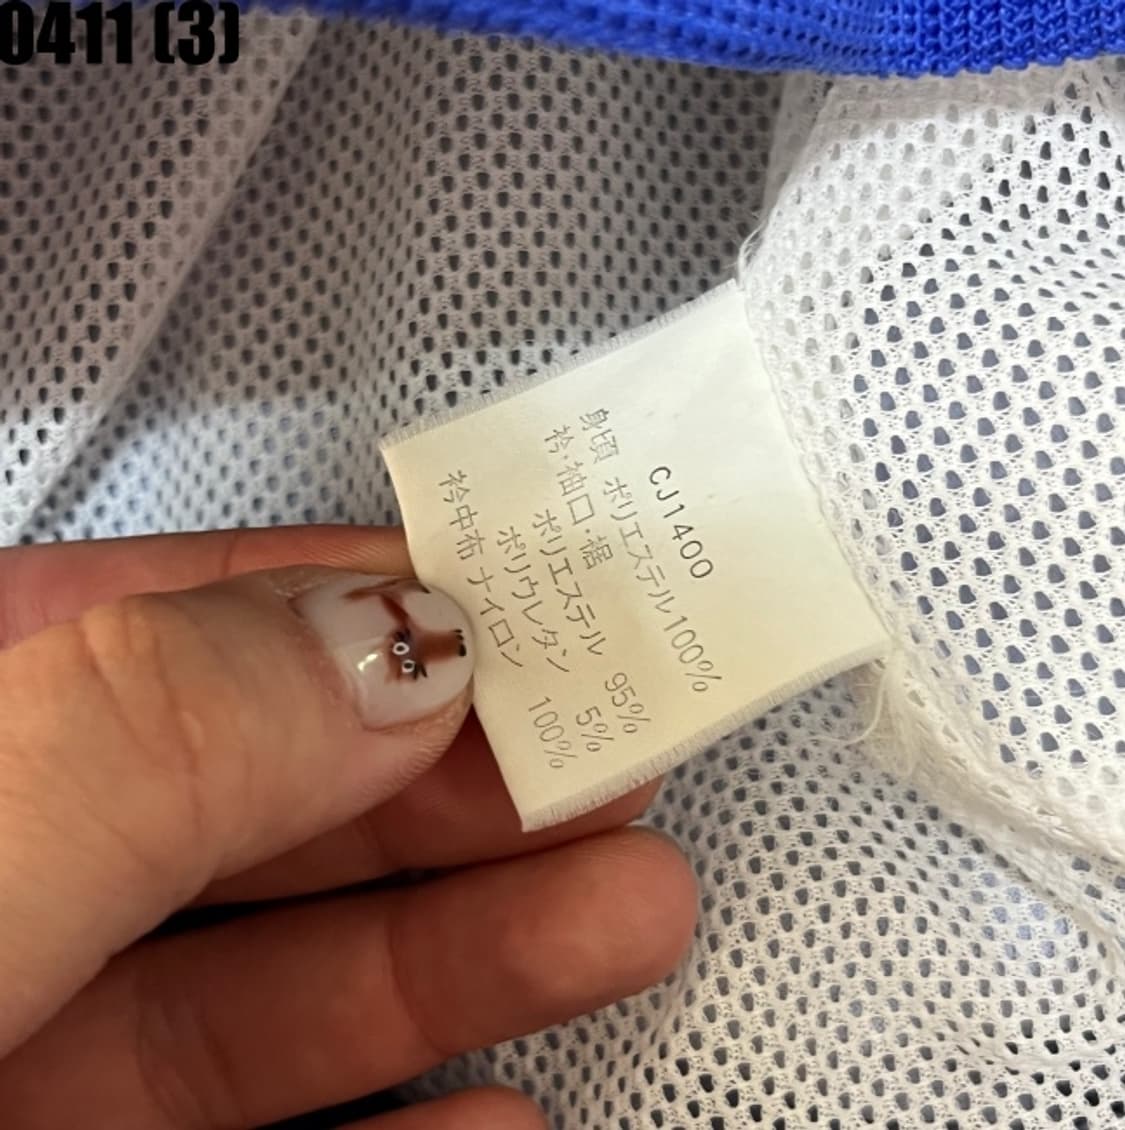 0411 (3)
CJ1400
身頃 ポリエステル100%
衿・袖口・裾
ポリエステル 95%
ポリウレタン 5%
衿中布 ナイロン 100%